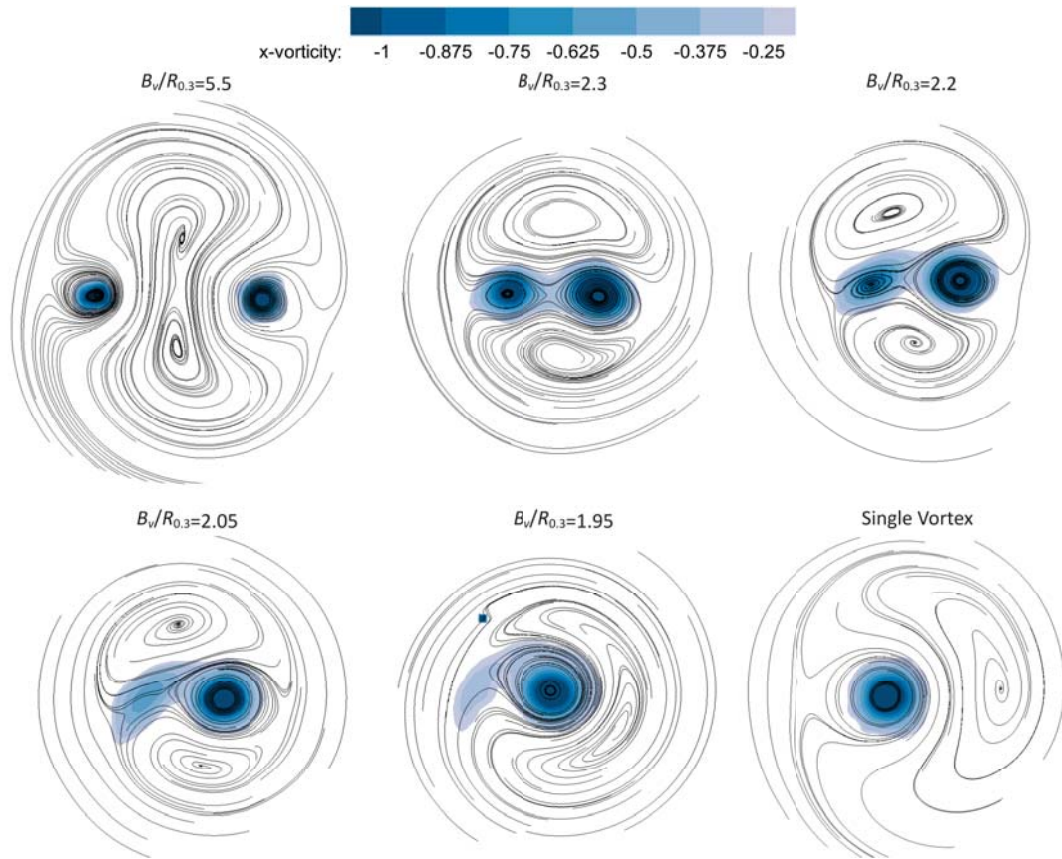 x-vorticity: -1 -0.875 -0.75 -0.625 -0.5 -0.375 -0.25
Bᵥ/R₀.₃=5.5
Bᵥ/R₀.₃=2.3
Bᵥ/R₀.₃=2.2
Bᵥ/R₀.₃=2.05
Bᵥ/R₀.₃=1.95
Single Vortex